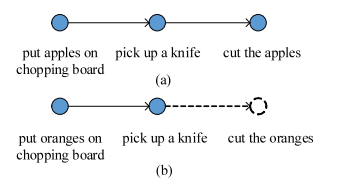 put apples on pick up a knife cut the apples
chopping board
(a)
put oranges on pick up a knife cut the oranges
chopping board
(b)